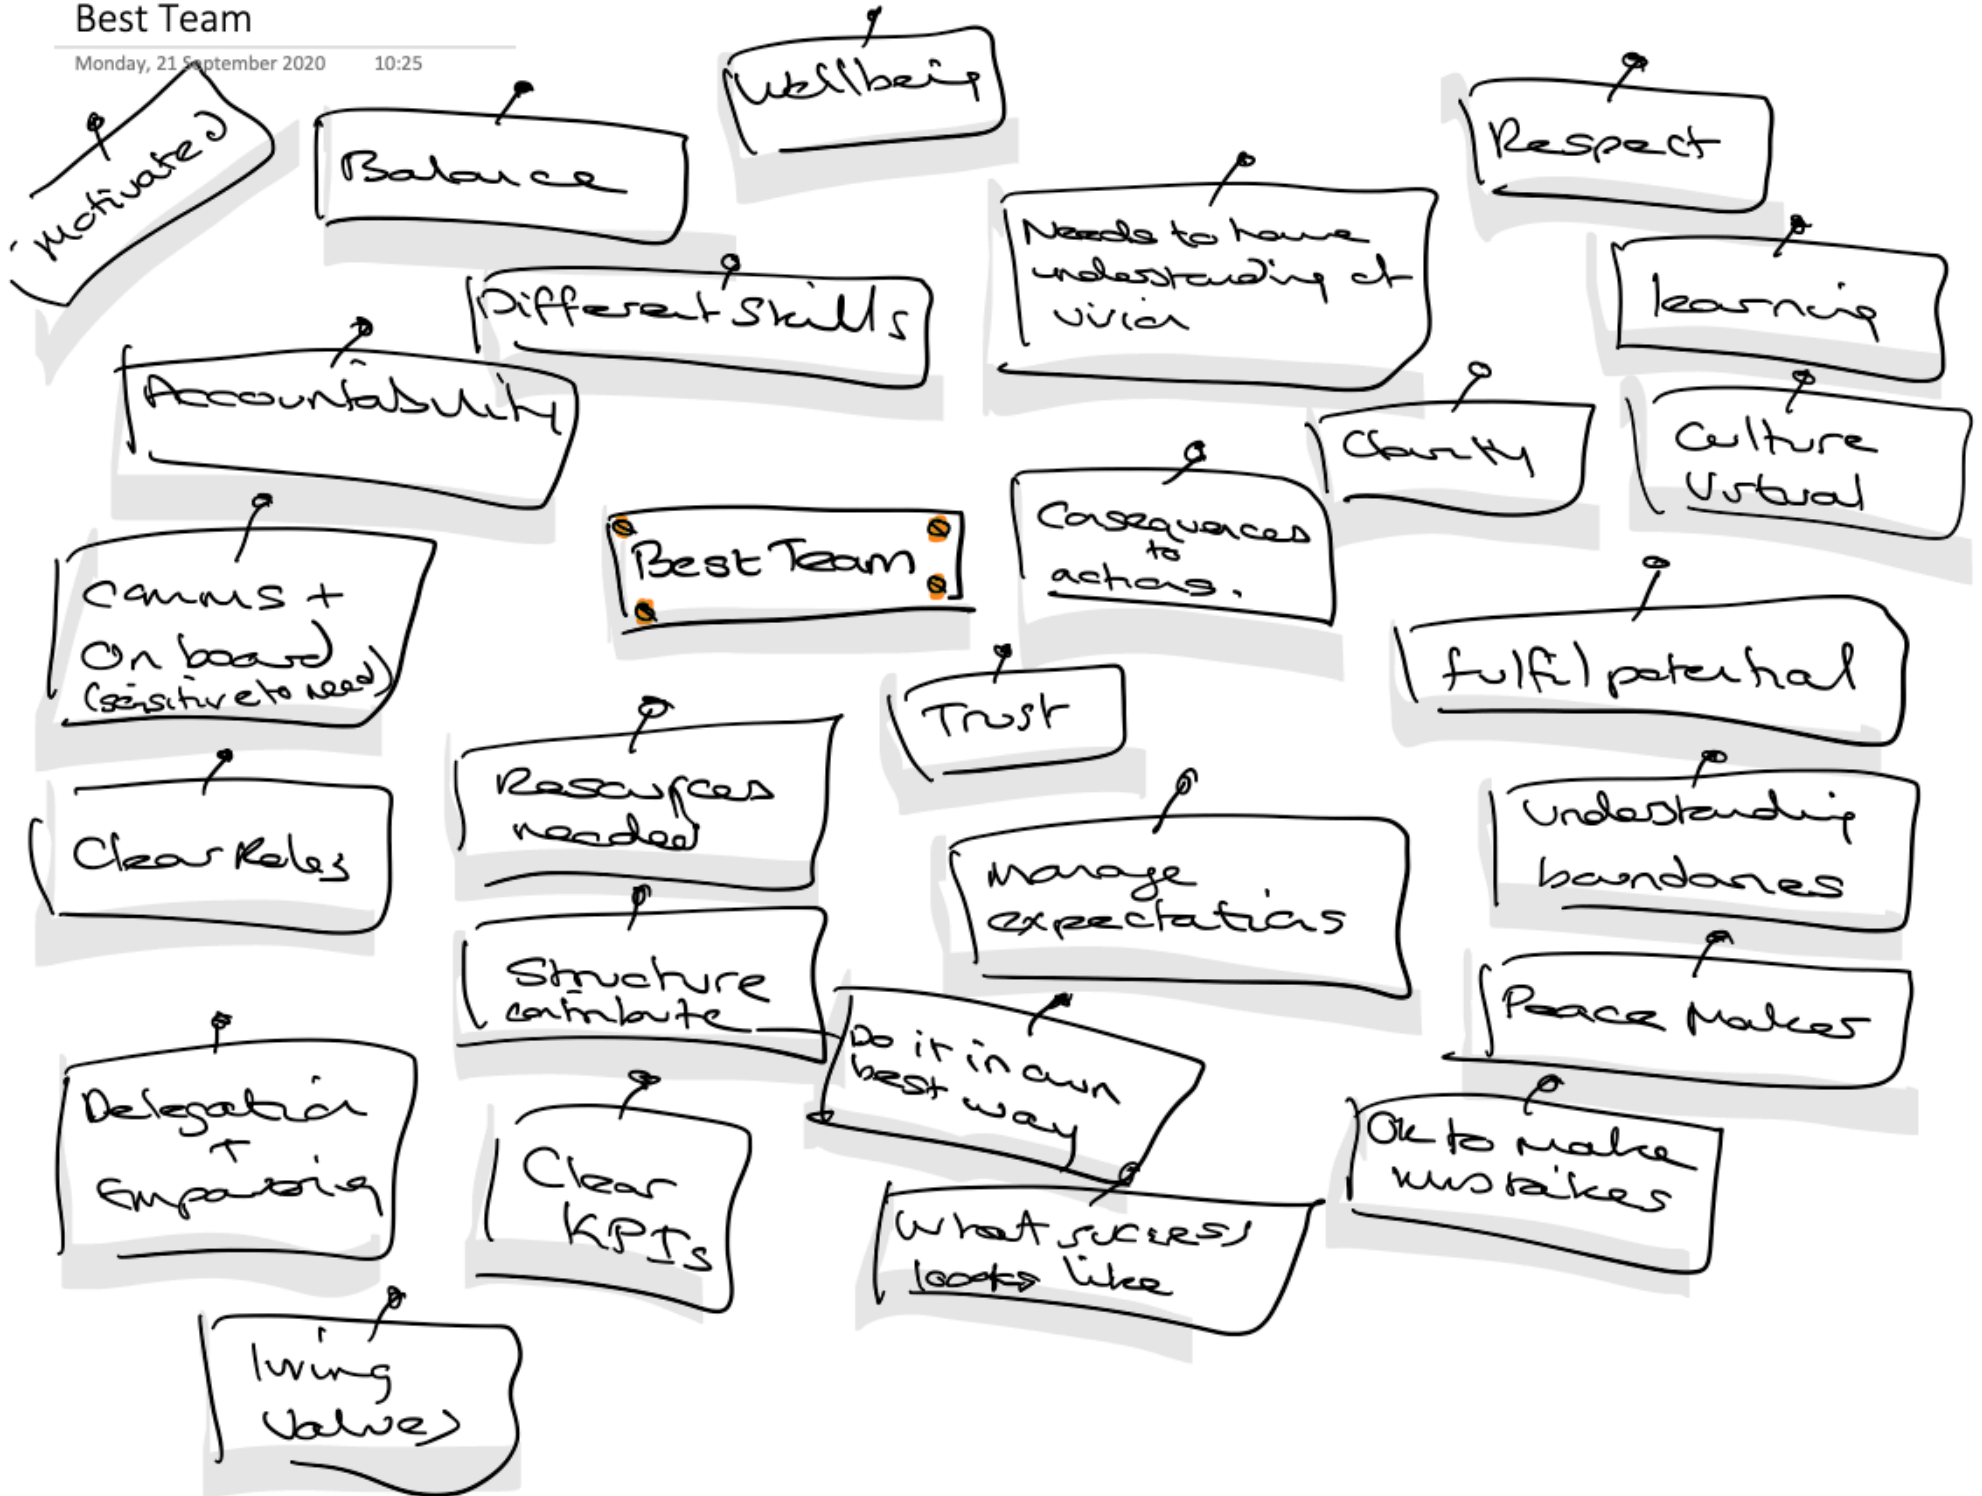 Best Team
Monday, 21 September 2020 10:25
Motivated
Balance
Wellbeing
Respect
Needs to have
understanding of
learning
Different Skills
Accountability
Clarity
Culture
Consequences
to
actions.
Best Team
Comms +
On board
(sensitive to need)
Trust
fulfil potential
Resources
needed
Clear Roles
Understanding
boundaries
Manage
expectations
Structure
contribute
Peace Maker
Do it in own
best way
Delegation
+
Clear
KPIs
Ok to make
mistakes
What success
looks like
living
values